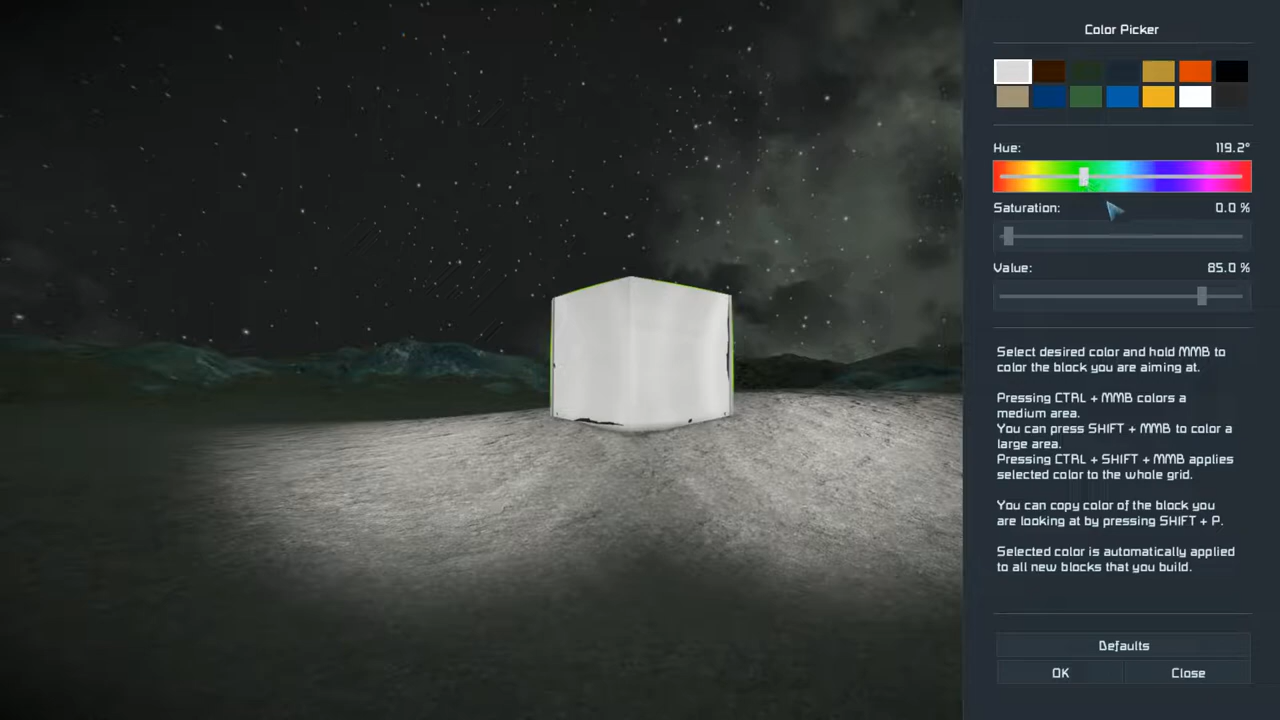 Color Picker
Hue: 119.2°
Saturation: 0.0 %
Value: 85.0 %
Select desired color and hold MMB to
color the block you are aiming at.
Pressing CTRL + MMB colors a
medium area.
You can press SHIFT + MMB to color a
large area.
Pressing CTRL + SHIFT + MMB applies
selected color to the whole grid.
You can copy color of the block you
are looking at by pressing SHIFT + P.
Selected color is automatically applied
to all new blocks that you build.
Defaults
OK Close